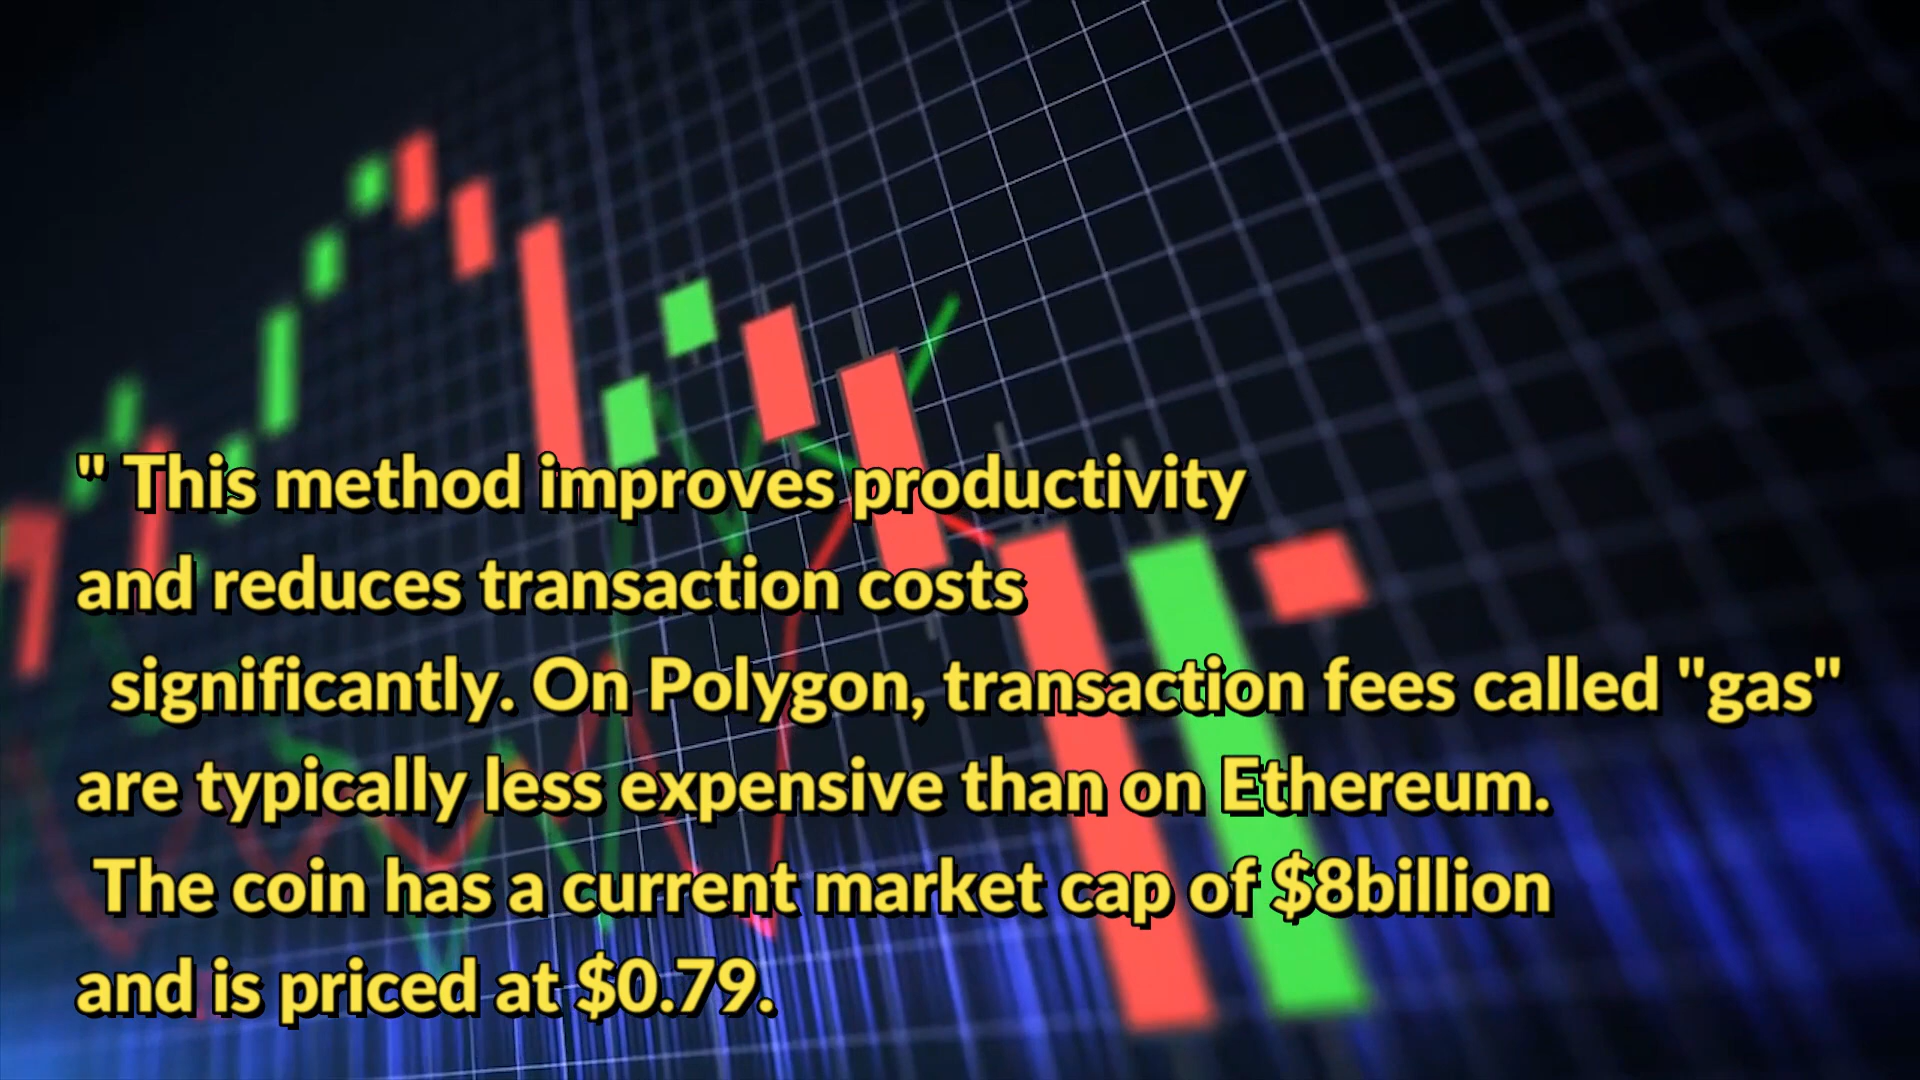 " This method improves productivity
and reduces transaction costs
significantly. On Polygon, transaction fees called "gas"
are typically less expensive than on Ethereum.
The coin has a current market cap of $8billion
and is priced at $0.79.